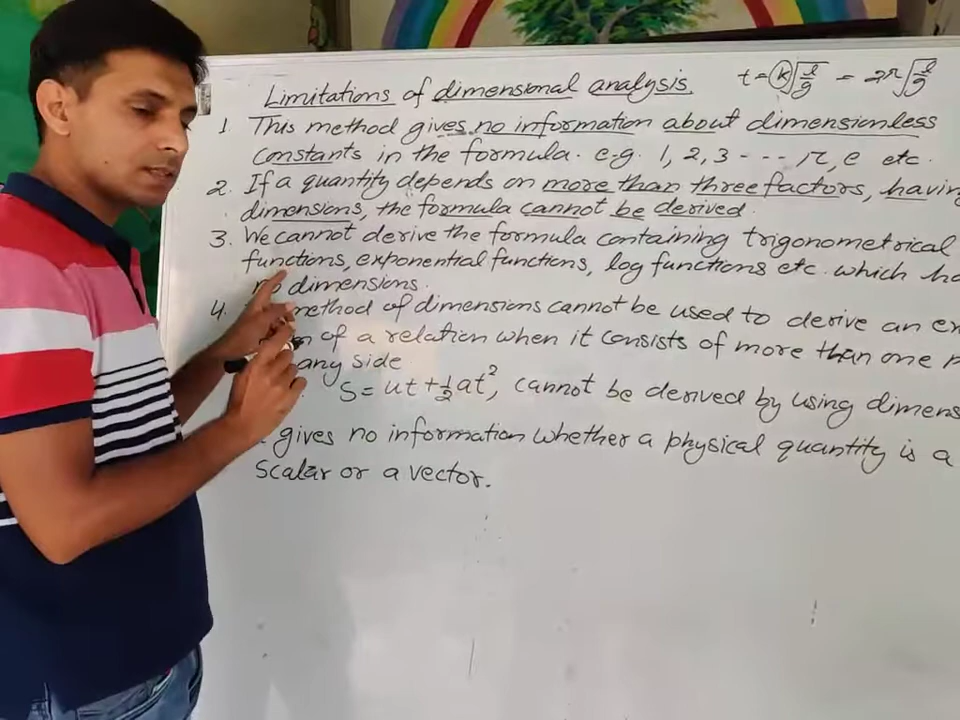 Limitations of dimensional analysis.
t = k√l/g = 2π√l/g
1. This method gives no information about dimensionless
constants in the formula. e.g. 1, 2, 3 --- π, e etc.
2. If a quantity depends on more than three factors, havin
dimensions, the formula cannot be derived
3. We cannot derive the formula containing trigonometrical
functions, exponential functions, log functions etc. which ha
no dimensions.
4. method of dimensions cannot be used to derive an
of a relation when it consists of more than one
any side
S = ut + ½at², cannot be derived by using dimens
gives no information whether a physical quantity is a
scalar or a vector.